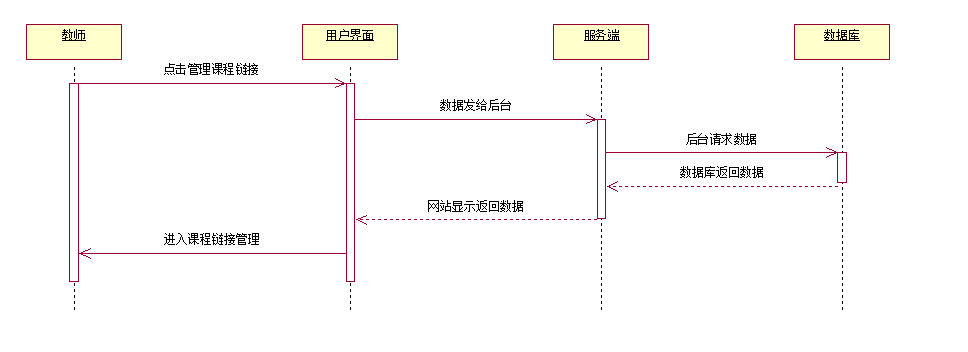 教师
用户界面
服务端
数据库
点击管理课程链接
数据发给后台
后台请求数据
数据库返回数据
网站显示返回数据
进入课程链接管理